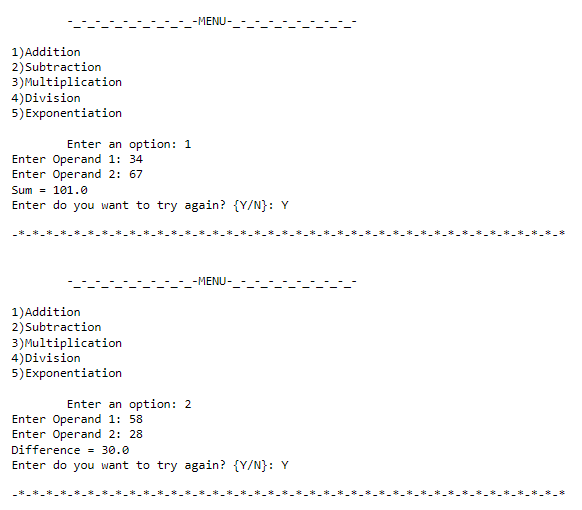 -_-_-_-_-_-_-_-_-_-MENU-_-_-_-_-_-_-_-_-_-
1)Addition
2)Subtraction
3)Multiplication
4)Division
5)Exponentiation
Enter an option: 1
Enter Operand 1: 34
Enter Operand 2: 67
Sum = 101.0
Enter do you want to try again? {Y/N}: Y
-*-*-*-*-*-*-*-*-*-*-*-*-*-*-*-*-*-*-*-*-*-*-*-*-*-*-*-*-*-*-*-*-*-*-*-*-*-*-*-*
-_-_-_-_-_-_-_-_-_-MENU-_-_-_-_-_-_-_-_-_-
1)Addition
2)Subtraction
3)Multiplication
4)Division
5)Exponentiation
Enter an option: 2
Enter Operand 1: 58
Enter Operand 2: 28
Difference = 30.0
Enter do you want to try again? {Y/N}: Y
-*-*-*-*-*-*-*-*-*-*-*-*-*-*-*-*-*-*-*-*-*-*-*-*-*-*-*-*-*-*-*-*-*-*-*-*-*-*-*-*